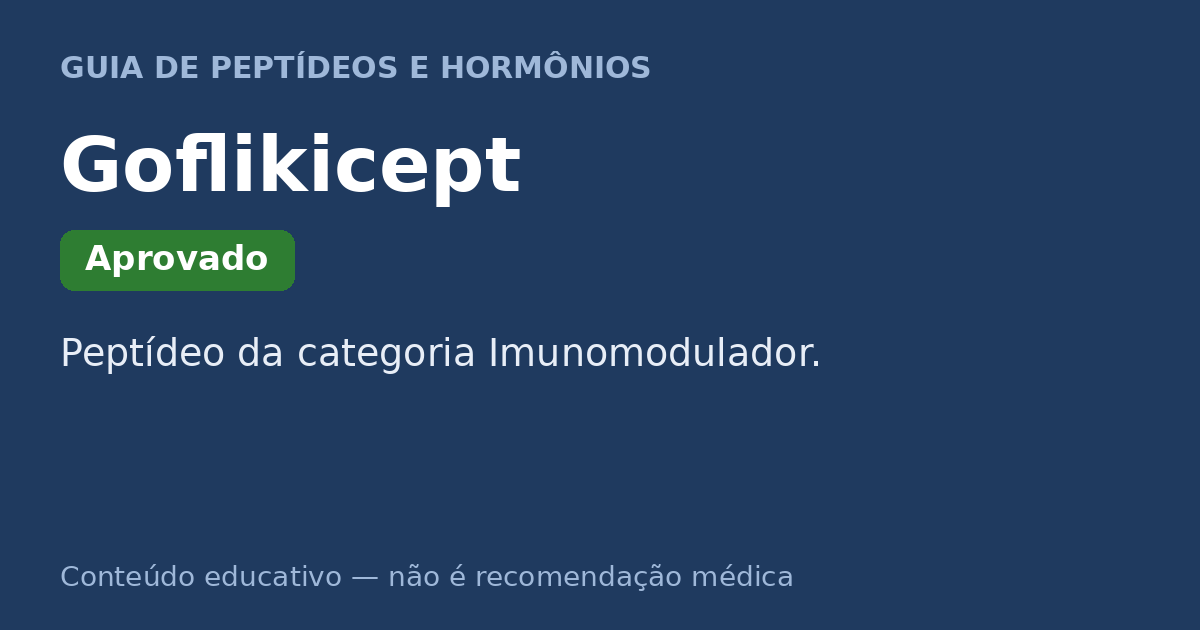 GUIA DE PEPTÍDEOS E HORMÔNIOS
Goflikicept
Aprovado
Peptídeo da categoria Imunomodulador.
Conteúdo educativo — não é recomendação médica